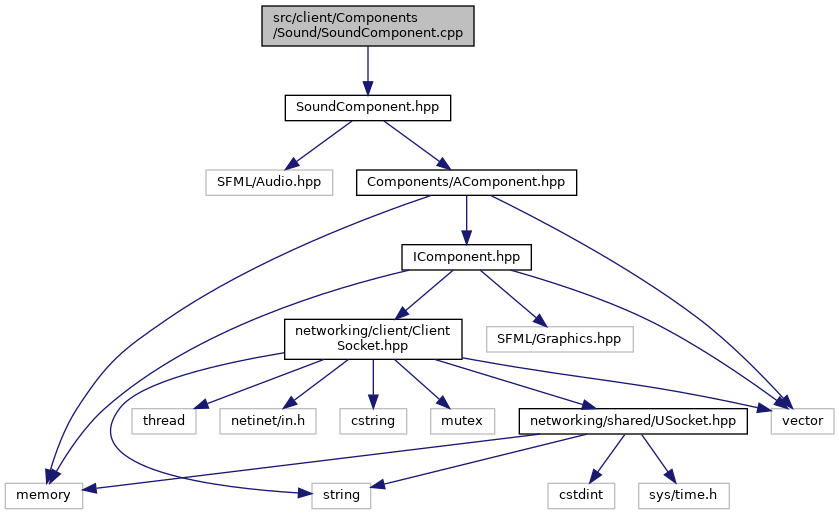 src/client/Components
/Sound/SoundComponent.cpp
SoundComponent.hpp
SFML/Audio.hpp
Components/AComponent.hpp
IComponent.hpp
networking/client/Client
Socket.hpp
SFML/Graphics.hpp
thread
netinet/in.h
cstring
mutex
networking/shared/USocket.hpp
vector
memory
string
cstdint
sys/time.h